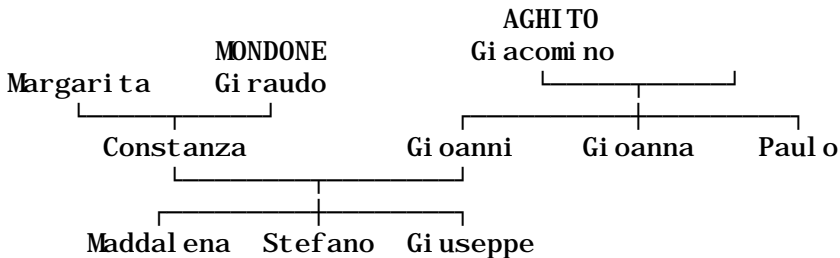 AGHITO
MONDONE Giacomino
Margarita Giraudo
Constanza Gioanni Gioanna Paulo
Maddalena Stefano Giuseppe